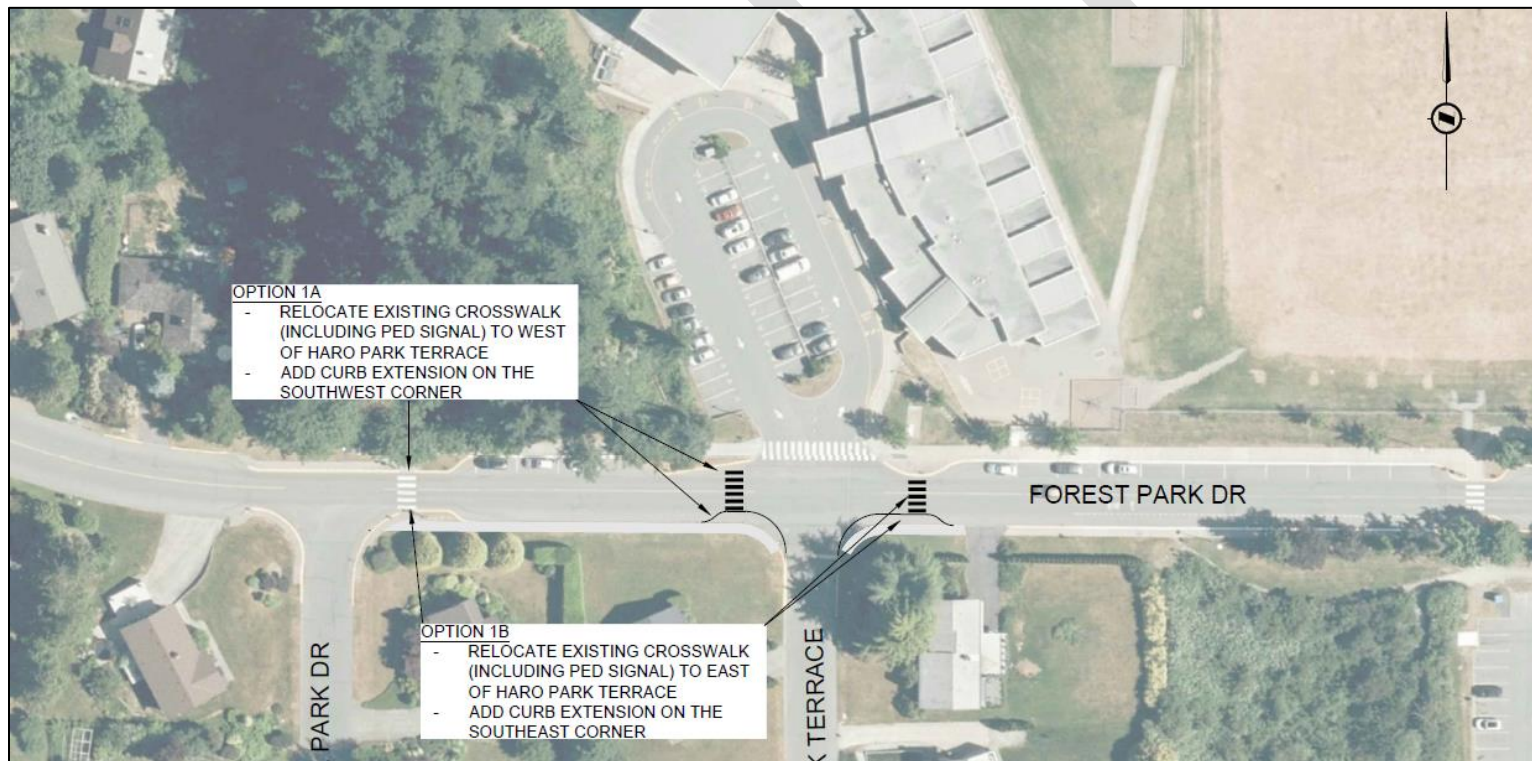 OPTION 1A
- RELOCATE EXISTING CROSSWALK
(INCLUDING PED SIGNAL) TO WEST
OF HARO PARK TERRACE
- ADD CURB EXTENSION ON THE
SOUTHWEST CORNER
FOREST PARK DR
OPTION 1B
- RELOCATE EXISTING CROSSWALK
(INCLUDING PED SIGNAL) TO EAST
OF HARO PARK TERRACE
- ADD CURB EXTENSION ON THE
SOUTHEAST CORNER
PARK DR
K TERRACE